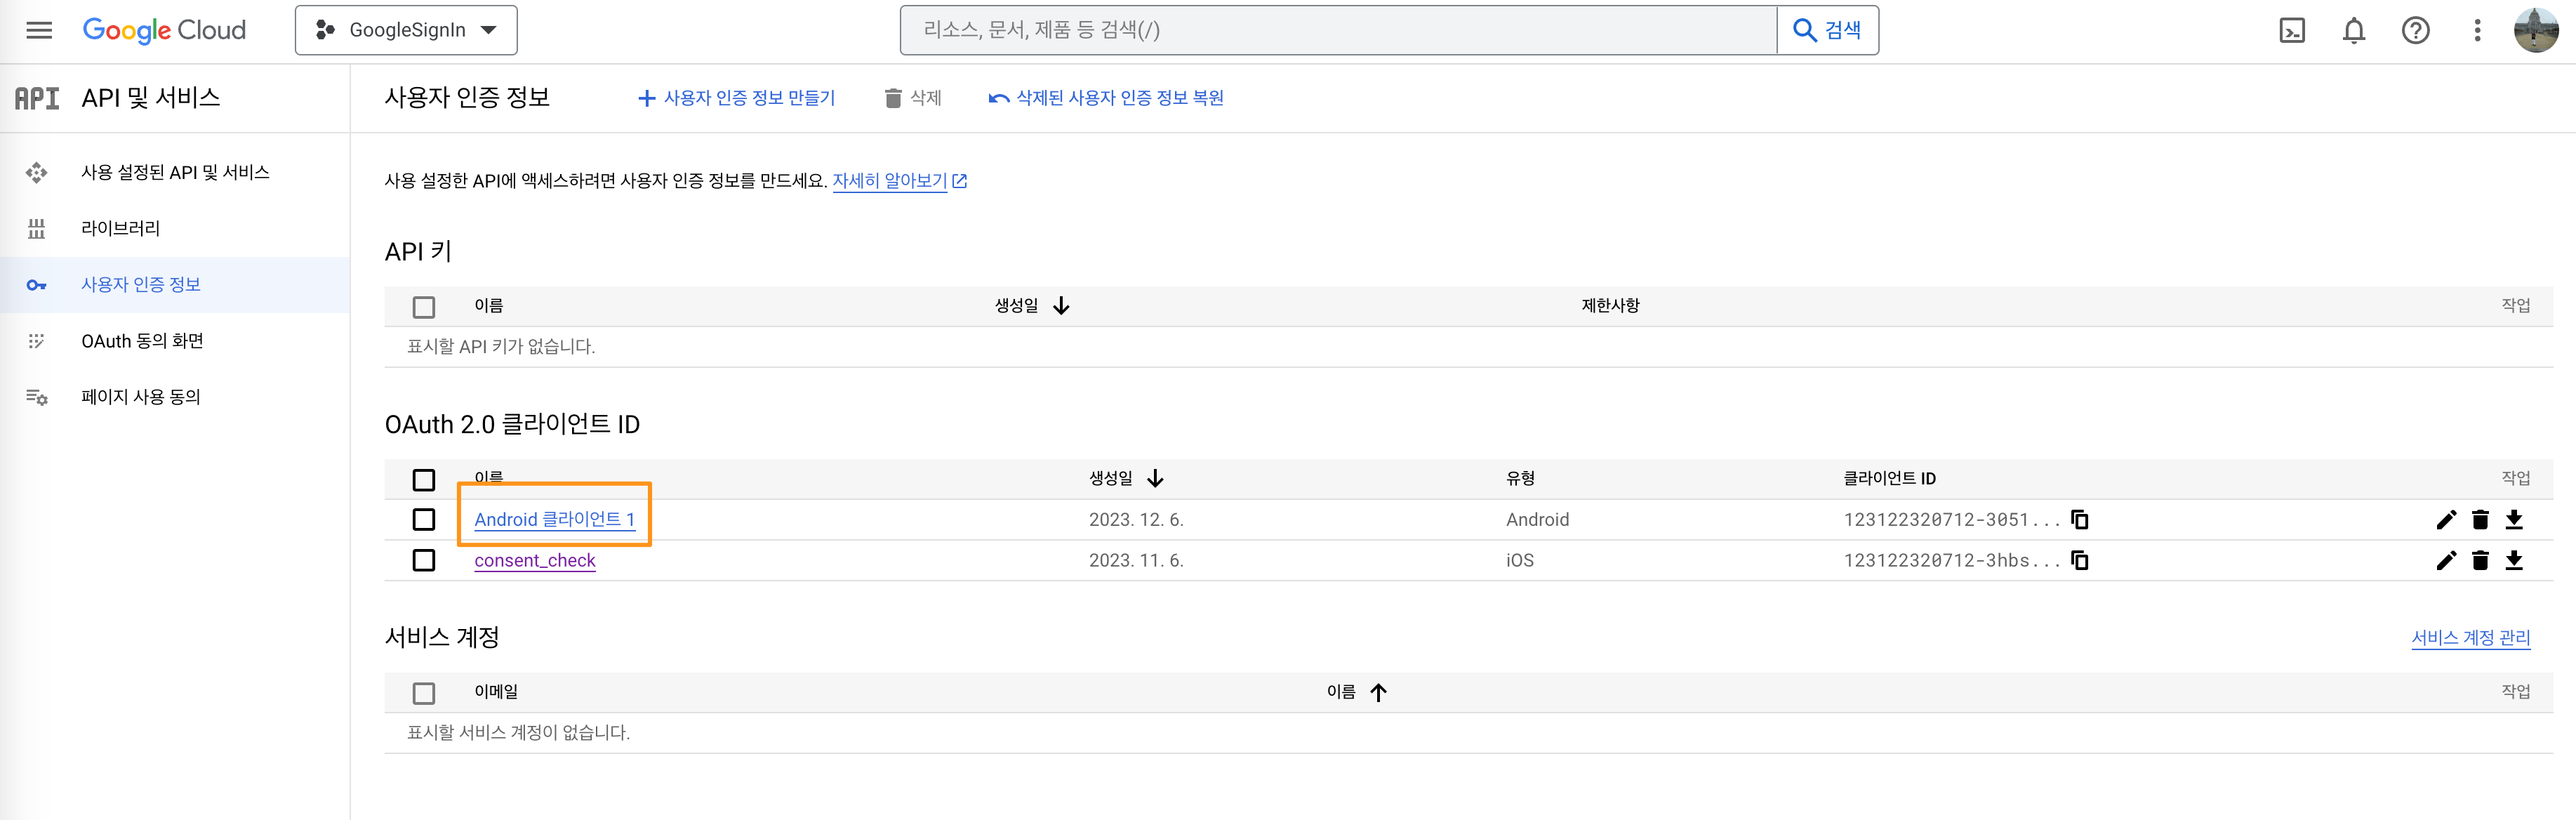 Google Cloud
GoogleSignIn
리소스, 문서, 제품 등 검색(/)
검색
API
API 및 서비스
사용자 인증 정보
사용자 인증 정보 만들기
삭제
삭제된 사용자 인증 정보 복원
사용 설정된 API 및 서비스
라이브러리
사용자 인증 정보
OAuth 동의 화면
페이지 사용 동의
사용 설정한 API에 액세스하려면 사용자 인증 정보를 만드세요. 자세히 알아보기
API 키
이름 생성일 제한사항 작업
표시할 API 키가 없습니다.
OAuth 2.0 클라이언트 ID
이름 생성일 유형 클라이언트 ID 작업
Android 클라이언트 1 2023. 12. 6. Android 123122320712-3051...
consent_check 2023. 11. 6. iOS 123122320712-3hbs...
서비스 계정
서비스 계정 관리
이메일 이름 작업
표시할 서비스 계정이 없습니다.